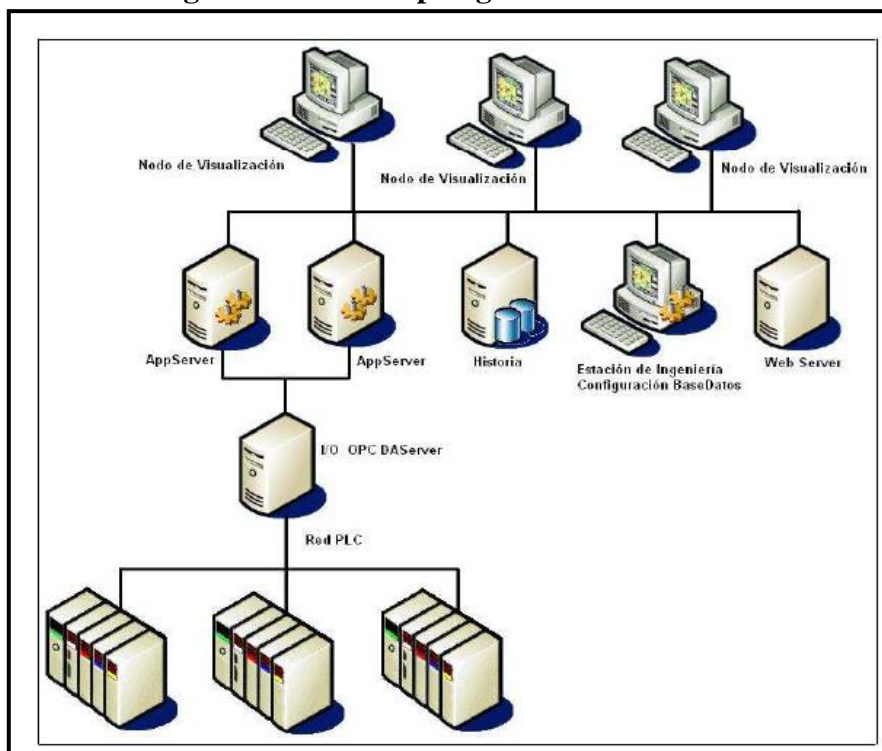 Nodo de Visualización
Nodo de Visualización
Nodo de Visualización
AppServer
AppServer
Historia
Estación de Ingeniería
Configuración BaseDatos
Web Server
I/O OPC DAServer
Red PLC